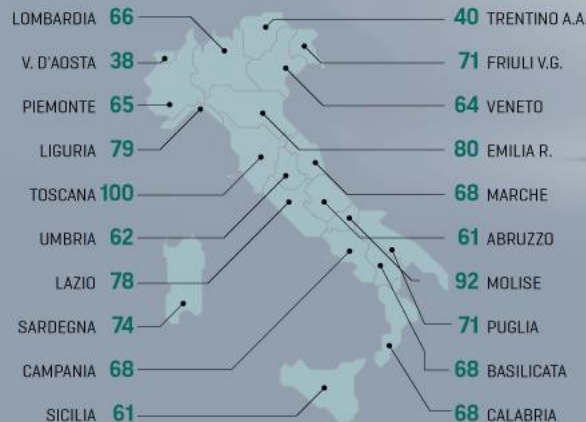 LOMBARDIA 66
V. D'AOSTA 38
PIEMONTE 65
LIGURIA 79
TOSCANA 100
UMBRIA 62
LAZIO 78
SARDEGNA 74
CAMPANIA 68
SICILIA 61
40 TRENTINO A.A.
71 FRIULI V.G.
64 VENETO
80 EMILIA R.
68 MARCHE
61 ABRUZZO
92 MOLISE
71 PUGLIA
68 BASILICATA
68 CALABRIA